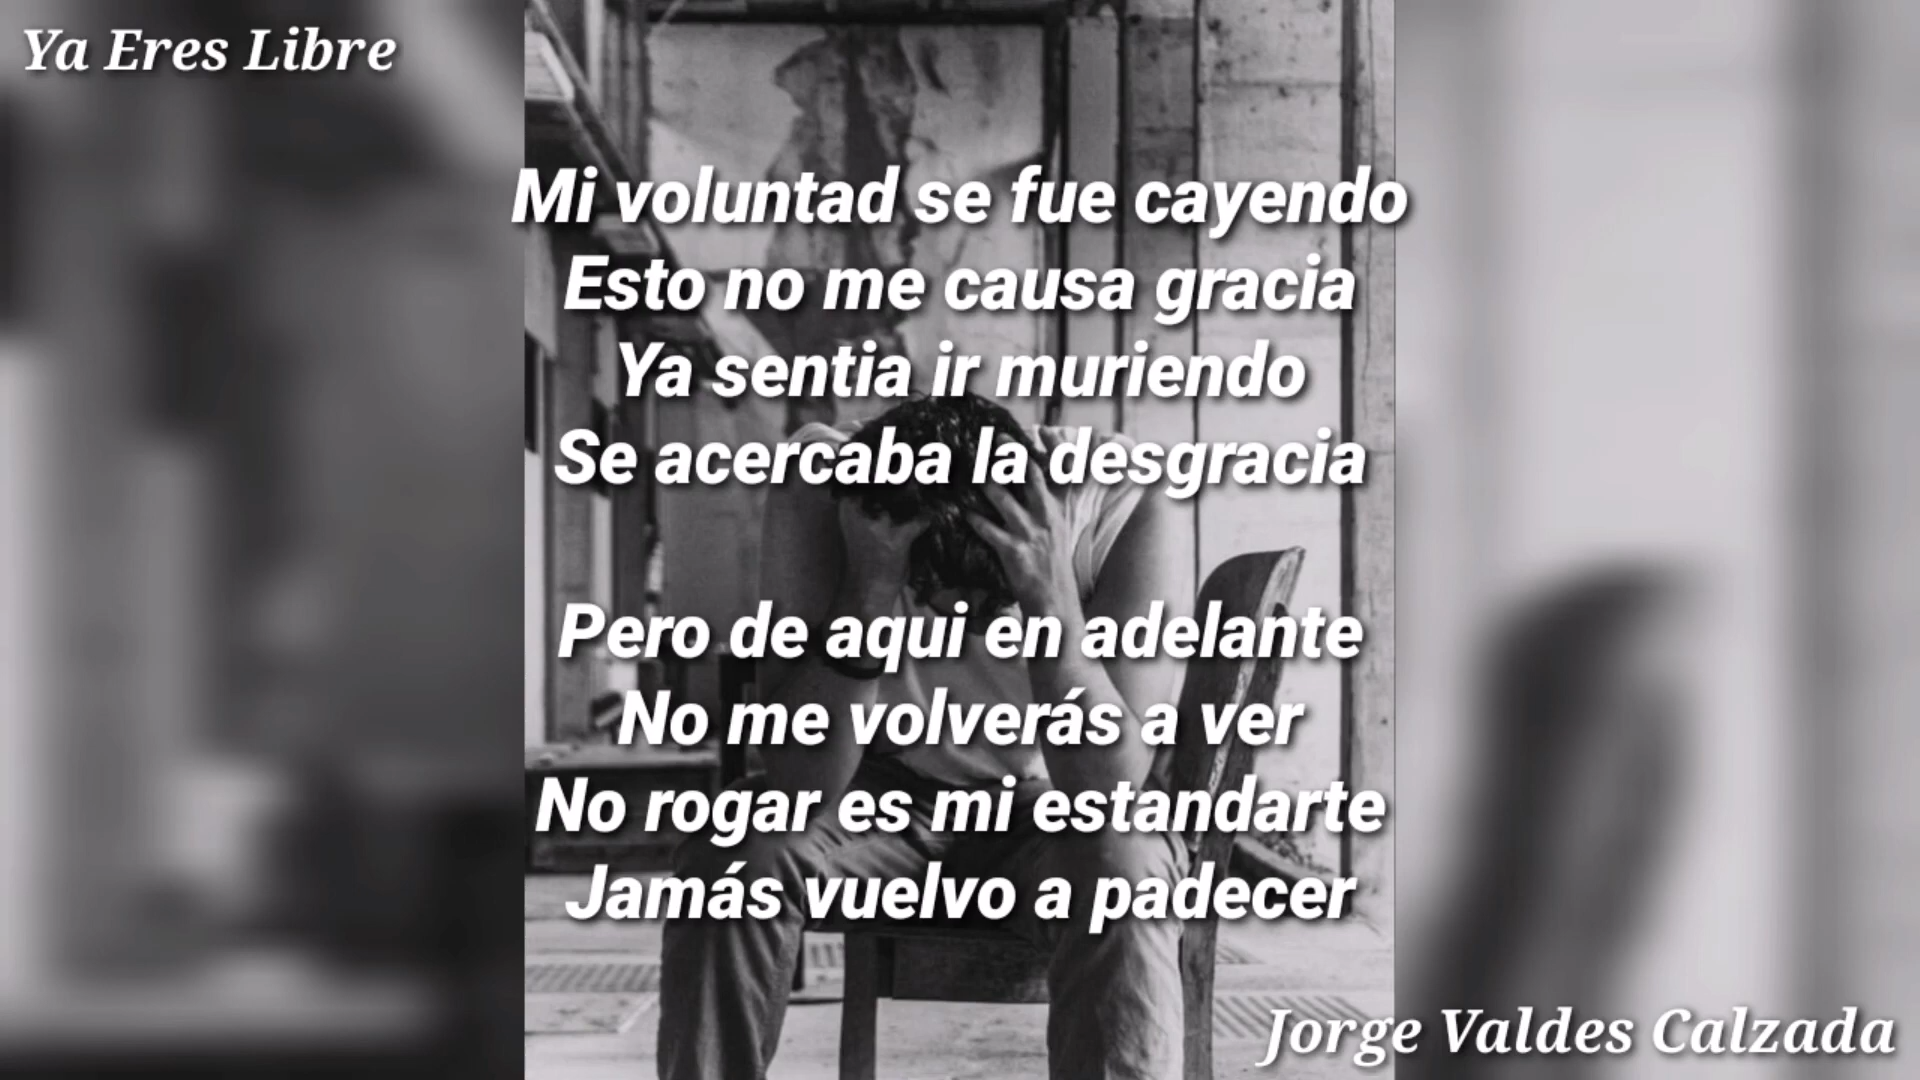 Ya Eres Libre
Mi voluntad se fue cayendo
Esto no me causa gracia
Ya sentia ir muriendo
Se acercaba la desgracia
Pero de aqui en adelante
No me volverás a ver
No rogar es mi estandarte
Jamás vuelvo a padecer
Jorge Valdes Calzada